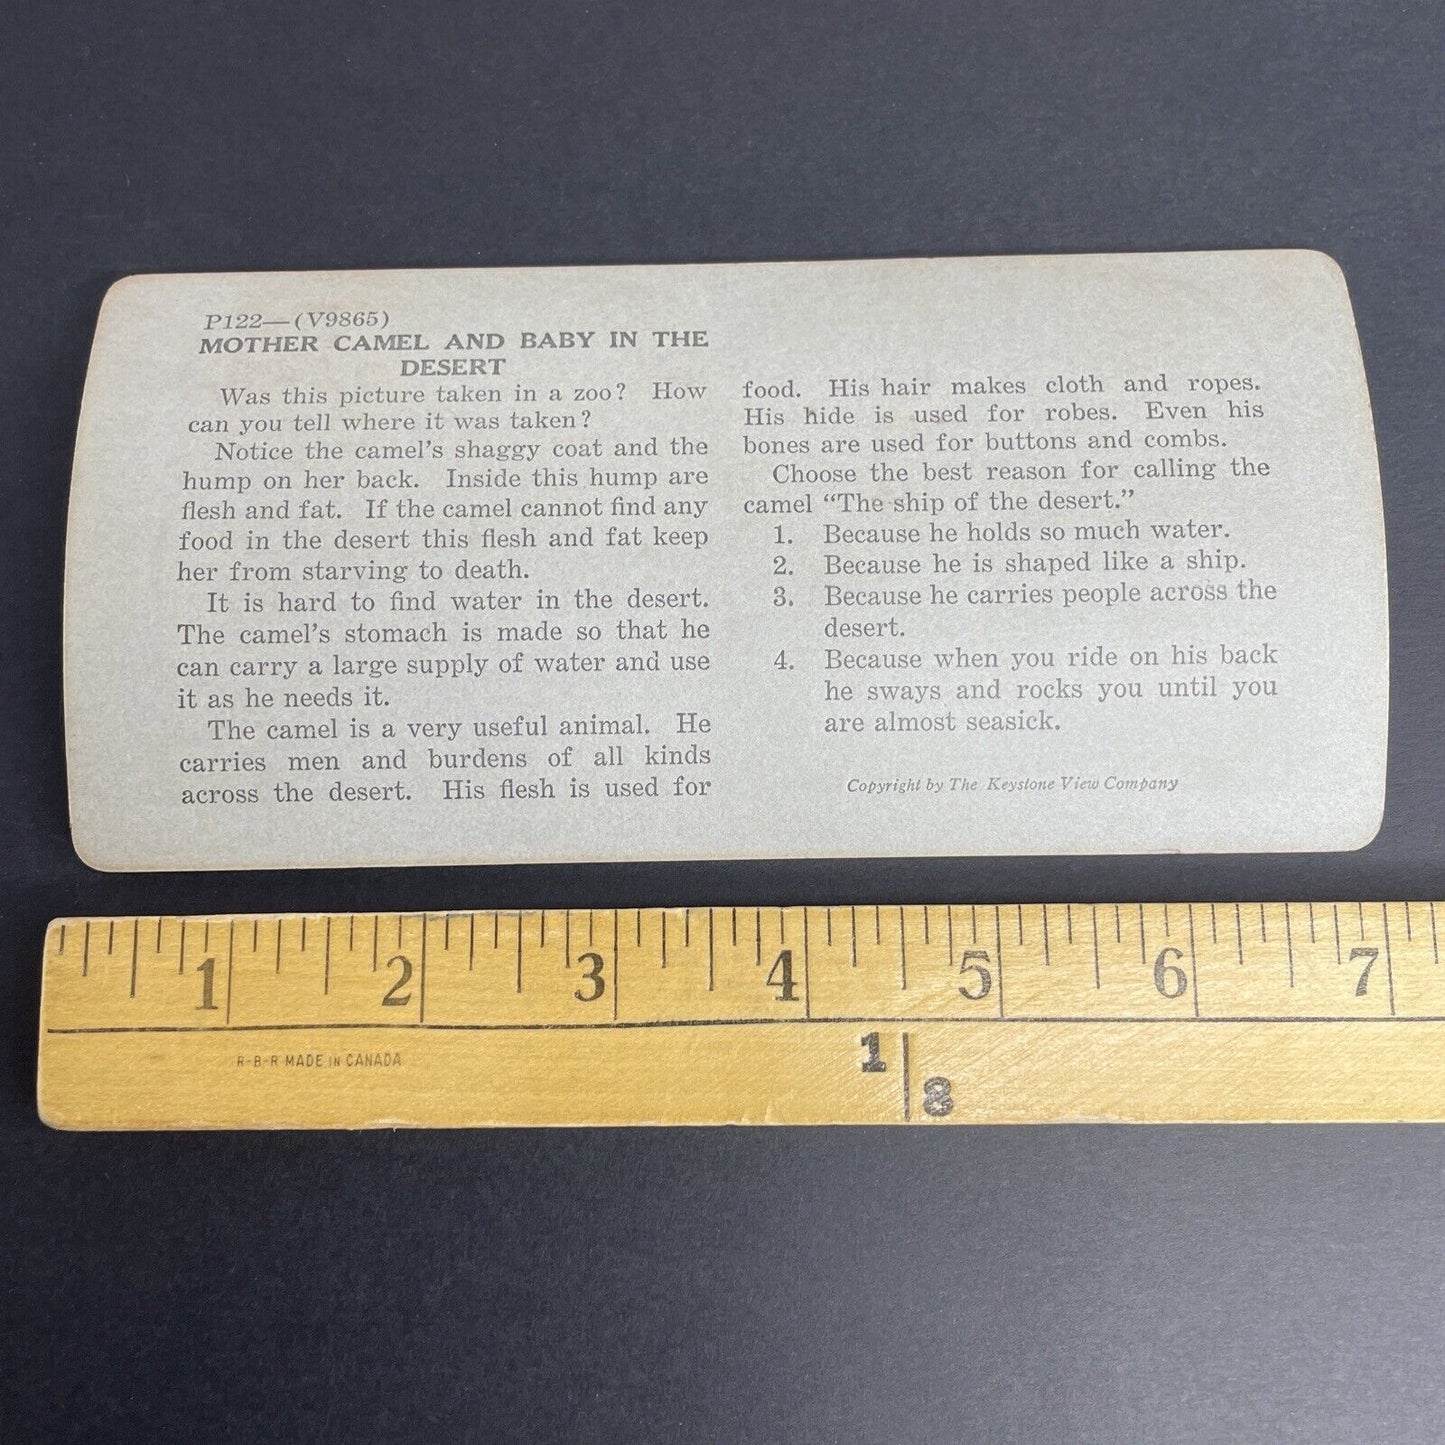 P122—(V9865)
MOTHER CAMEL AND BABY IN THE
DESERT
Was this picture taken in a zoo? How
can you tell where it was taken?
Notice the camel's shaggy coat and the
hump on her back. Inside this hump are
flesh and fat. If the camel cannot find any
food in the desert this flesh and fat keep
her from starving to death.
It is hard to find water in the desert.
The camel's stomach is made so that he
can carry a large supply of water and use
it as he needs it.
The camel is a very useful animal. He
carries men and burdens of all kinds
across the desert. His flesh is used for
food. His hair makes cloth and ropes.
His hide is used for robes. Even his
bones are used for buttons and combs.
Choose the best reason for calling the
camel "The ship of the desert."
1. Because he holds so much water.
2. Because he is shaped like a ship.
3. Because he carries people across the
desert.
4. Because when you ride on his back
he sways and rocks you until you
are almost seasick.
Copyright by The Keystone View Company
1 2 3 4 5 6 7
R-B-R MADE IN CANADA
1 8